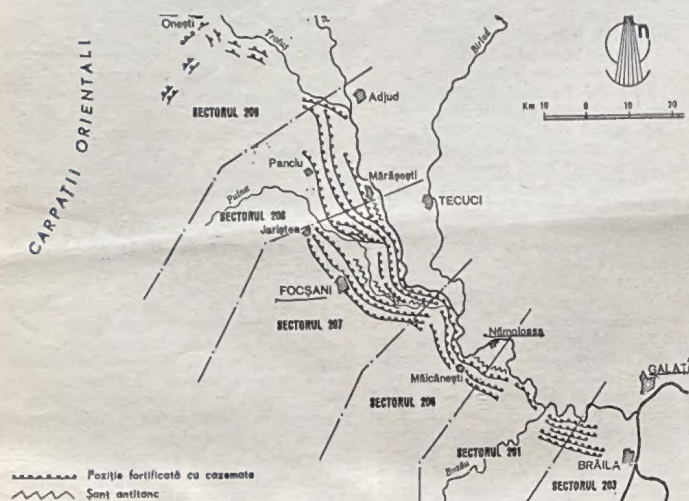 Onești
Trotuș
Bîrlad
n
Km 10 0 10 20
CARPAȚII ORIENTALI
SECTORUL 209
Adjud
Panciu
Mărășești
TECUCI
Putna
SECTORUL 208
Jariștea
FOCȘANI
SECTORUL 207
Nămoloasa
Măicănești
GALAȚI
SECTORUL 206
SECTORUL 201
Buzău
BRĂILA
SECTORUL 203
Poziție fortificată cu cazemate
Șanț antitanc